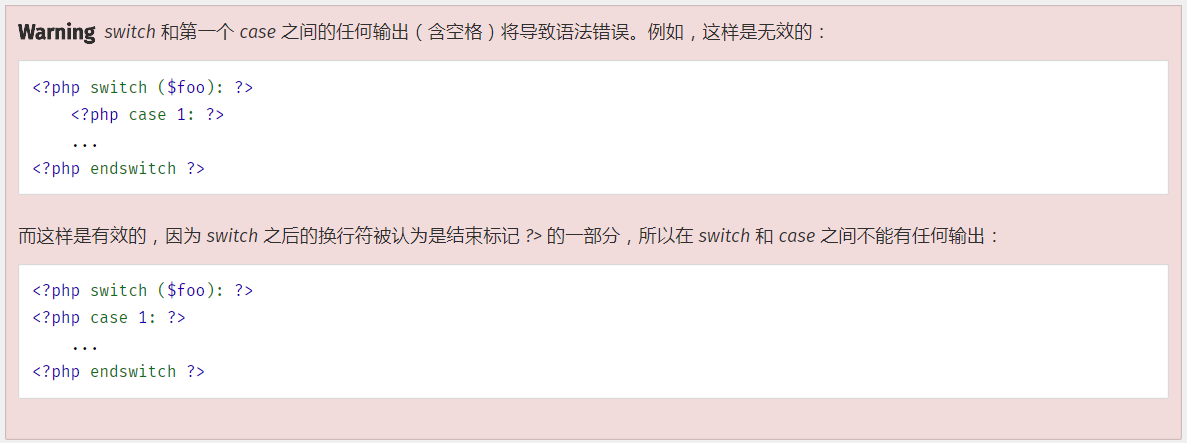 Warning switch 和第一个 case 之间的任何输出（含空格）将导致语法错误。例如，这样是无效的：
<?php switch ($foo): ?>
    <?php case 1: ?>
    ...
<?php endswitch ?>
而这样是有效的，因为 switch 之后的换行符被认为是结束标记 ?> 的一部分，所以在 switch 和 case 之间不能有任何输出：
<?php switch ($foo): ?>
<?php case 1: ?>
    ...
<?php endswitch ?>